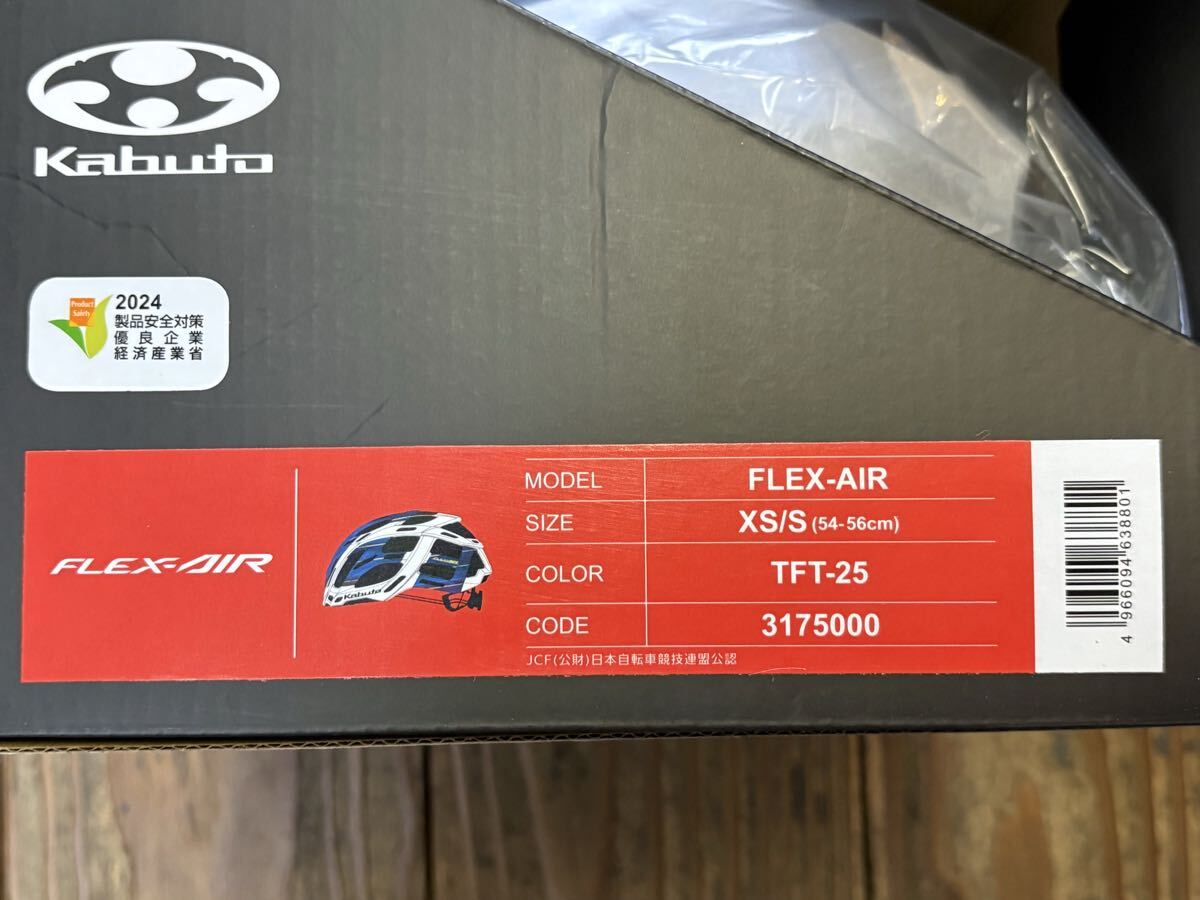 Kabuto
Product
Safety
2024
製品安全対策
優良企業
経済産業省
FLEX-AIR
Kabuto
MODEL FLEX-AIR
SIZE XS/S (54-56cm)
COLOR TFT-25
CODE 3175000
JCF(公財)日本自転車競技連盟公認
4 966094 638801